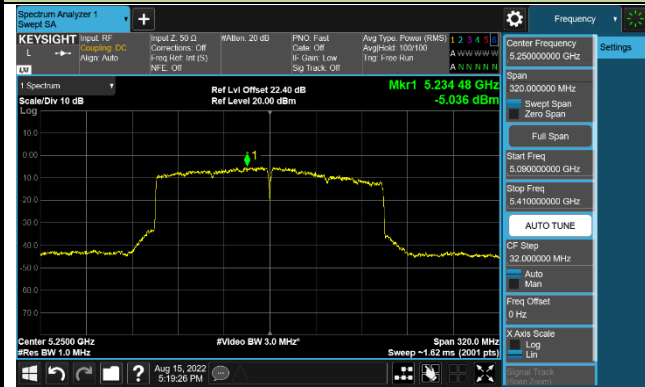 Spectrum Analyzer 1
Swept SA
Frequency
KEYSIGHT
Input: RF
Coupling: DC
Align: Auto
Input Z: 50 Ω
Corrections: Off
Freq Ref: Int (S)
NFE: Off
#Atten: 20 dB
PNO: Fast
Gate: Off
IF Gain: Low
Sig Track: Off
Avg Type: Power (RMS)
Avg|Hold: 100/100
Trig: Free Run
1 2 3 4 5 6
A W W W W W
A N N N N N
L
LXI
1 Spectrum
Scale/Div 10 dB
Ref Lvl Offset 22.40 dB
Ref Level 20.00 dBm
Mkr1 5.234 48 GHz
-5.036 dBm
Log
10.0
0.00
-10.0
-20.0
-30.0
-40.0
-50.0
-60.0
-70.0
1
Center 5.2500 GHz
#Res BW 1.0 MHz
#Video BW 3.0 MHz*
Span 320.0 MHz
Sweep ~1.62 ms (2001 pts)
Aug 15, 2022
5:19:26 PM
Center Frequency
5.250000000 GHz
Settings
Span
320.000000 MHz
Swept Span
Zero Span
Full Span
Start Freq
5.090000000 GHz
Stop Freq
5.410000000 GHz
AUTO TUNE
CF Step
32.000000 MHz
Auto
Man
Freq Offset
0 Hz
X Axis Scale
Log
Lin
Signal Track
(Span Zoom)